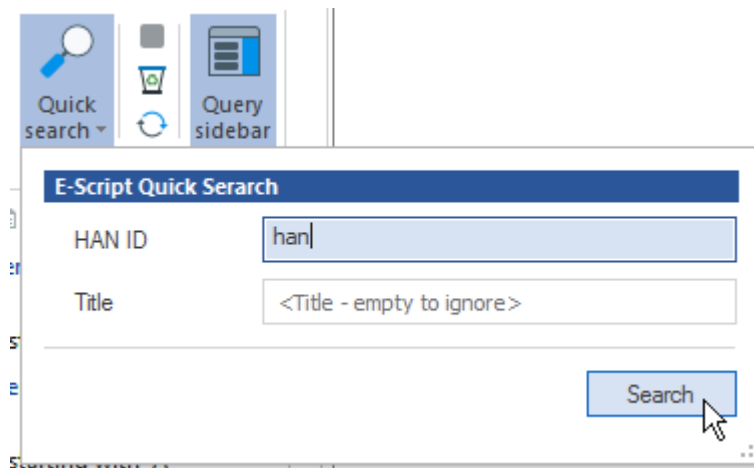 Quick
search
Query
sidebar
E-Script Quick Serarch
HAN ID
han
Title
<Title - empty to ignore>
Search